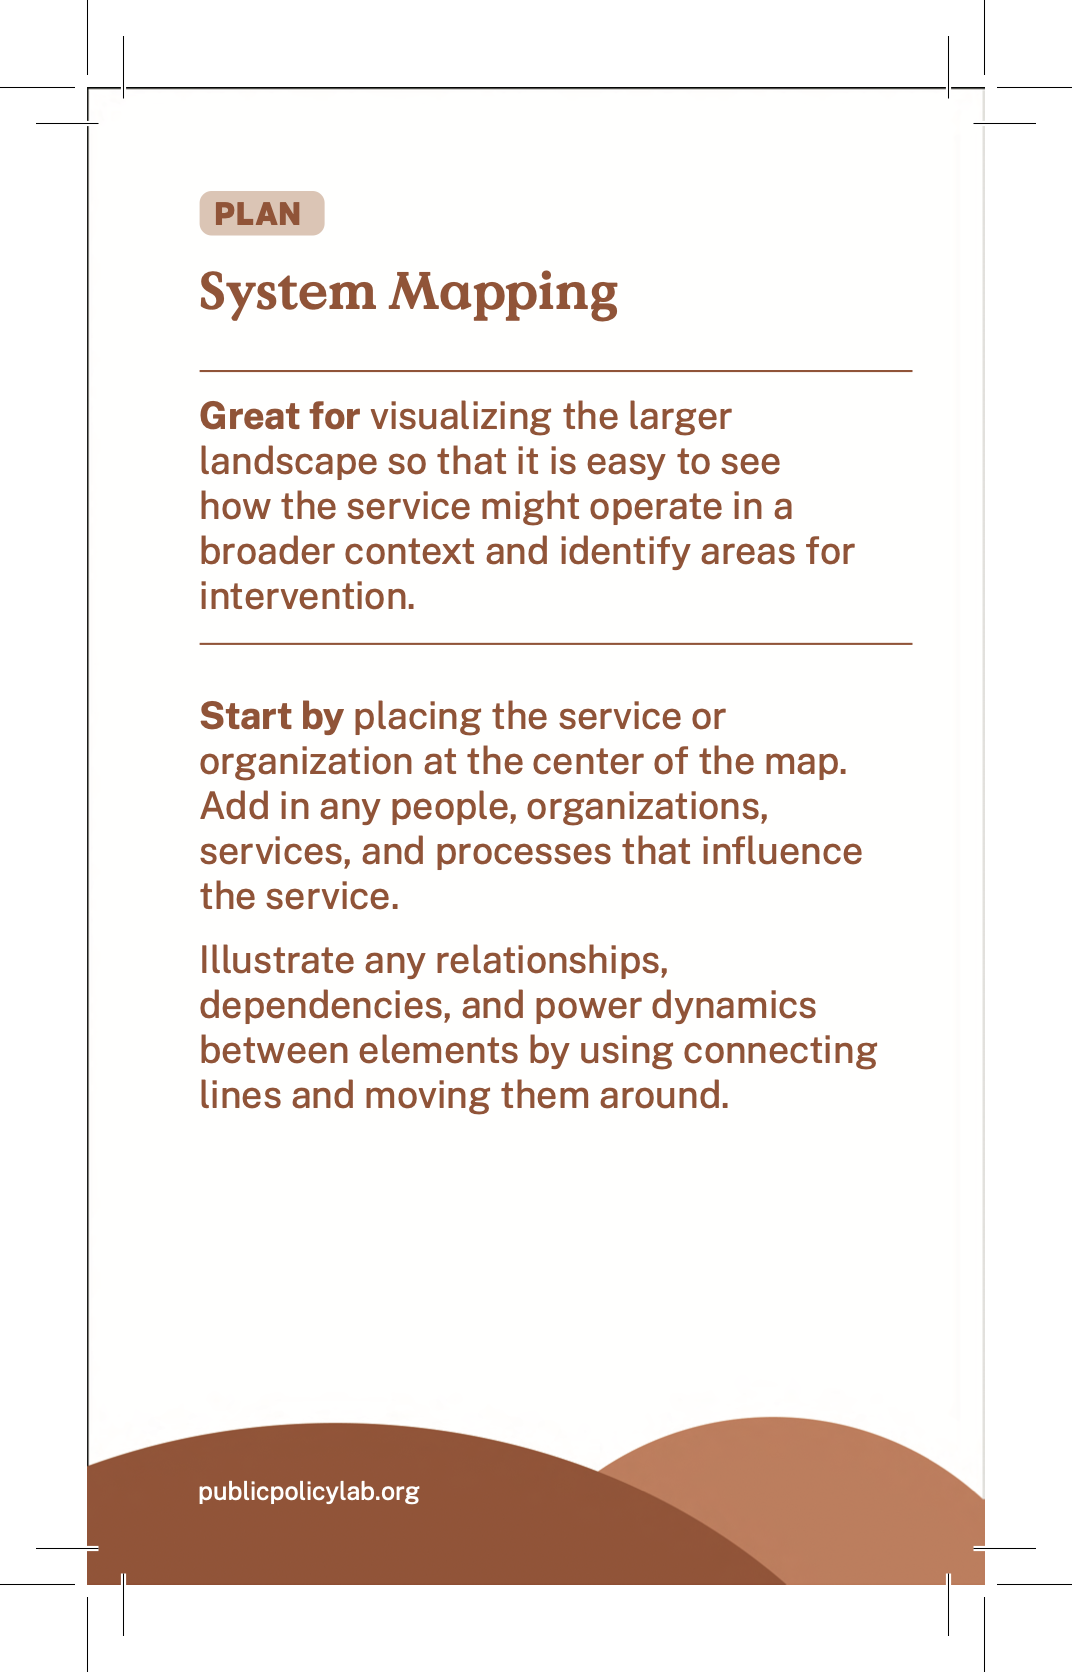 PLAN
System Mapping
Great for visualizing the larger
landscape so that it is easy to see
how the service might operate in a
broader context and identify areas for
intervention.
Start by placing the service or
organization at the center of the map.
Add in any people, organizations,
services, and processes that influence
the service.
Illustrate any relationships,
dependencies, and power dynamics
between elements by using connecting
lines and moving them around.
publicpolicylab.org